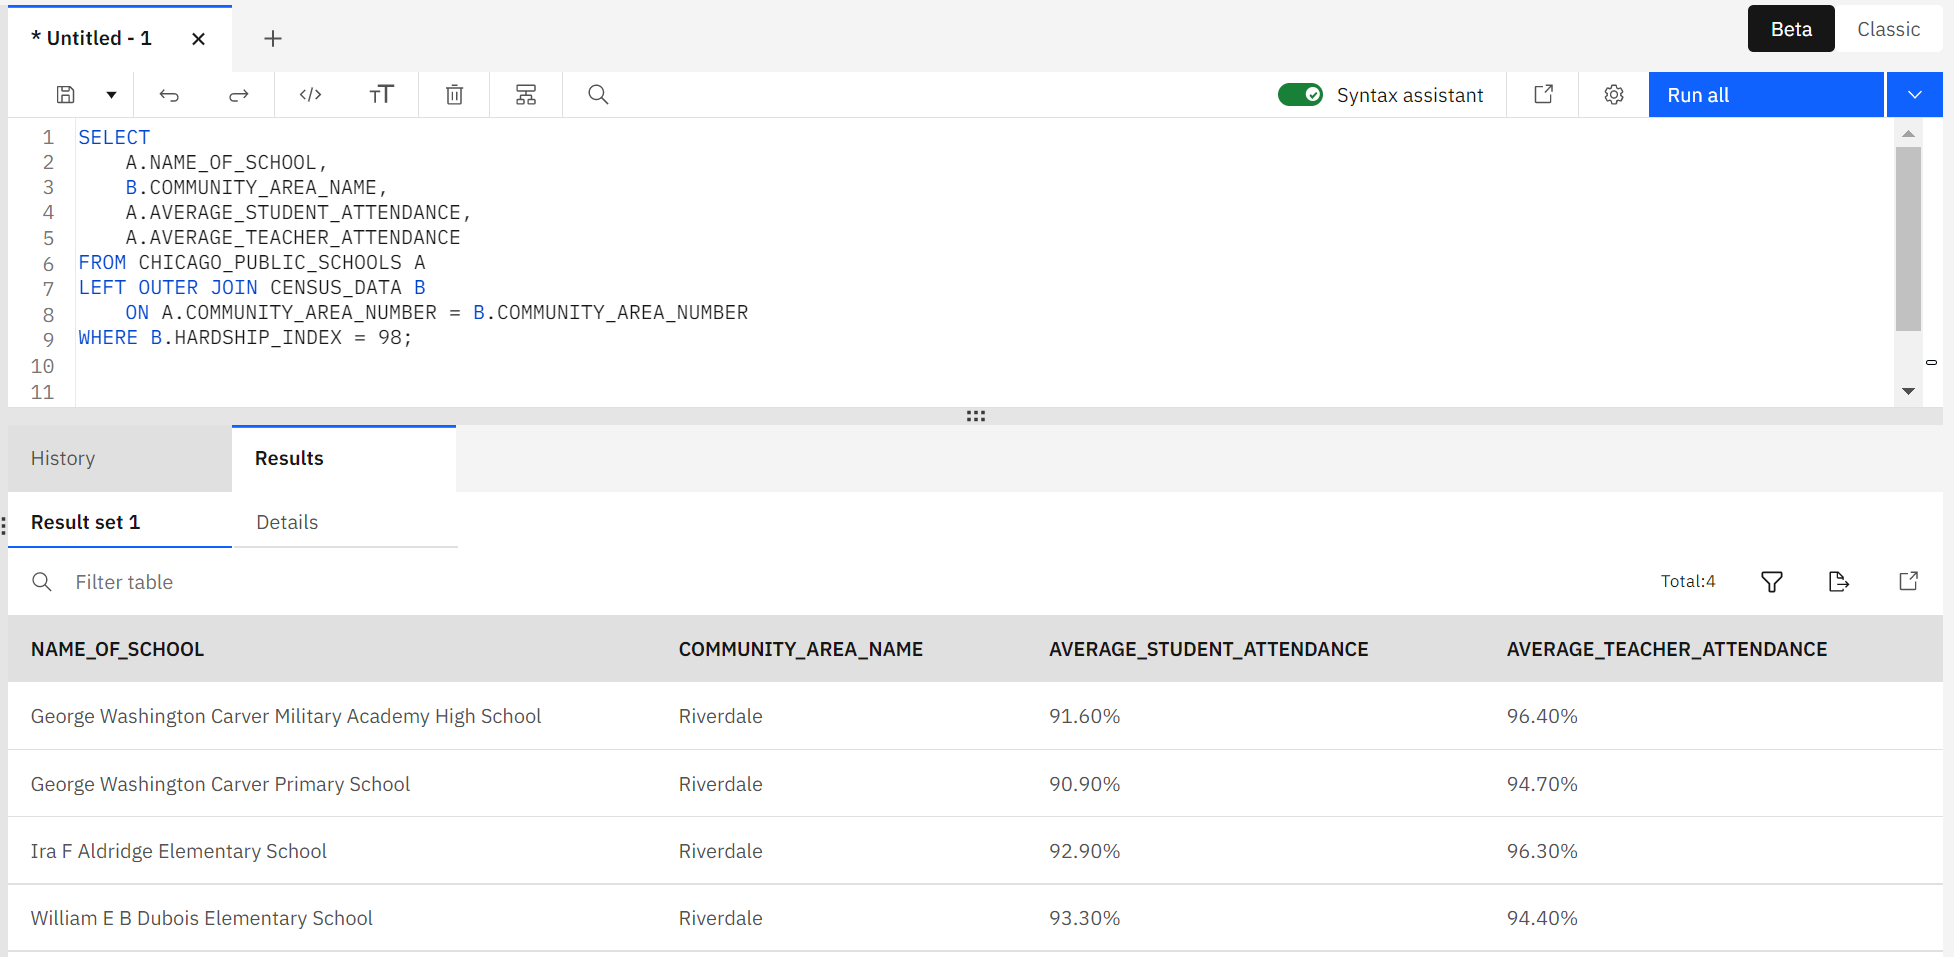 * Untitled - 1
Beta Classic
Syntax assistant Run all
1 SELECT
2 A.NAME_OF_SCHOOL,
3 B.COMMUNITY_AREA_NAME,
4 A.AVERAGE_STUDENT_ATTENDANCE,
5 A.AVERAGE_TEACHER_ATTENDANCE
6 FROM CHICAGO_PUBLIC_SCHOOLS A
7 LEFT OUTER JOIN CENSUS_DATA B
8 ON A.COMMUNITY_AREA_NUMBER = B.COMMUNITY_AREA_NUMBER
9 WHERE B.HARDSHIP_INDEX = 98;
10
11
History Results
Result set 1 Details
Filter table Total:4
NAME_OF_SCHOOL COMMUNITY_AREA_NAME AVERAGE_STUDENT_ATTENDANCE AVERAGE_TEACHER_ATTENDANCE
George Washington Carver Military Academy High School Riverdale 91.60% 96.40%
George Washington Carver Primary School Riverdale 90.90% 94.70%
Ira F Aldridge Elementary School Riverdale 92.90% 96.30%
William E B Dubois Elementary School Riverdale 93.30% 94.40%